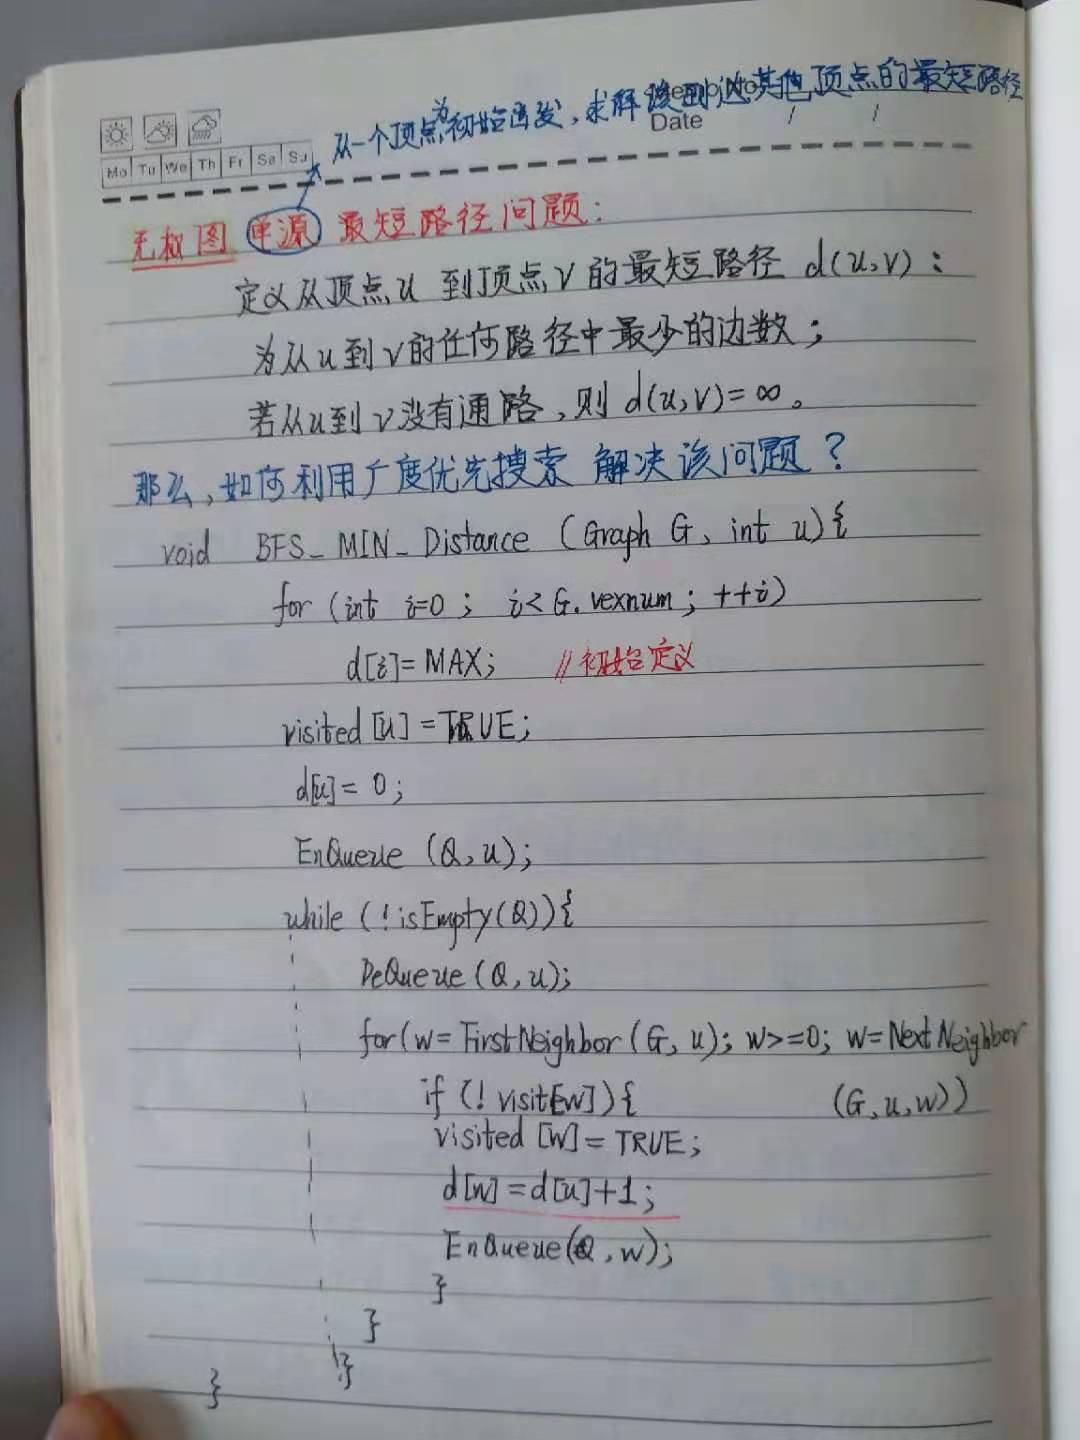 从一个顶点为初始出发,求解该到达其他顶点的最短路径
Date / /
Mo Tu We Th Fr Sa Su
无权图 单源 最短路径问题:
定义从顶点u 到顶点v 的最短路径 d(u,v):
为从u到v的任何路径中最少的边数;
若从u到v没有通路,则 d(u,v)=∞。
那么,如何利用广度优先搜索 解决该问题?
void BFS_MIN_Distance (Graph G, int u){
for (int i=0; i<G.vexnum; ++i)
d[i]=MAX; //初始定义
visited[u]=TRUE;
d[u]=0;
EnQueue (Q,u);
while (!isEmpty(Q)){
DeQueue(Q,u);
for(w=FirstNeighbor(G,u); w>=0; w=NextNeighbor
if (!visit[w]){ (G,u,w))
visited[w]=TRUE;
d[w]=d[u]+1;
EnQueue(Q,w);
}
}
}
}